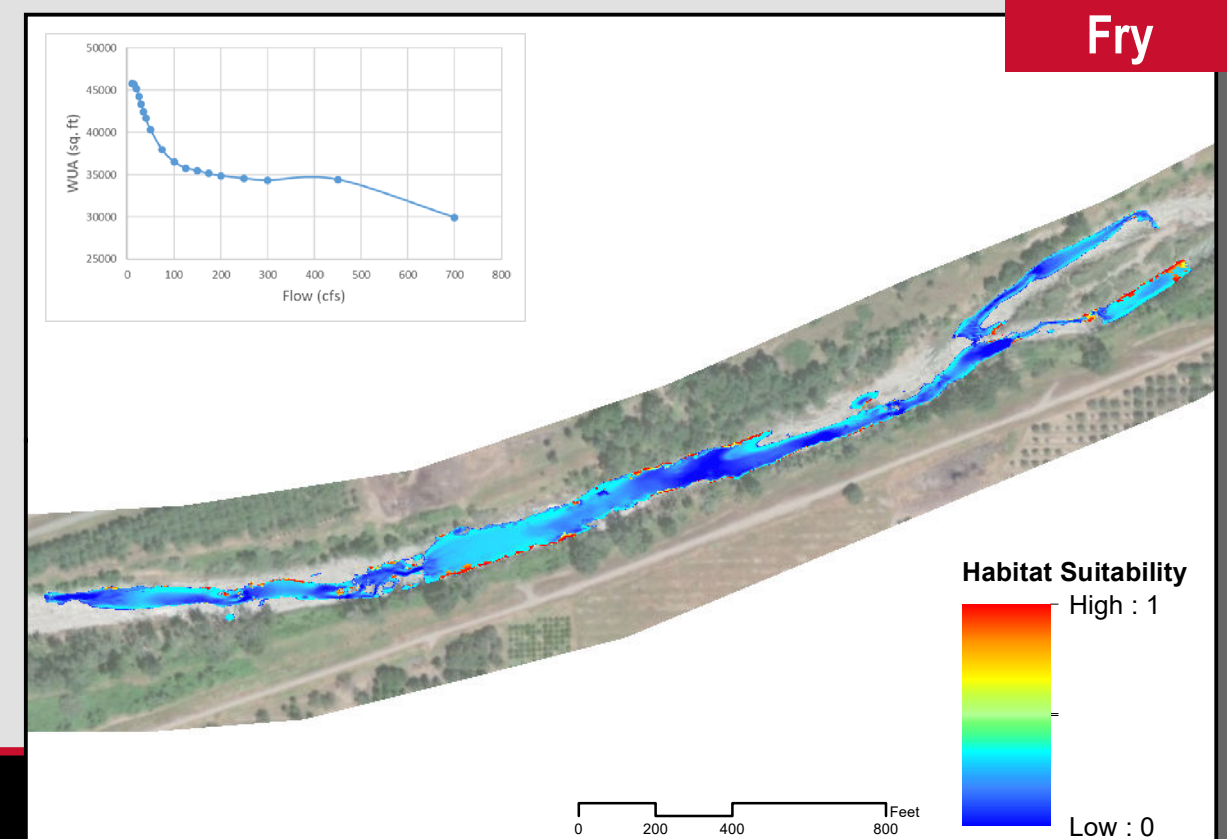 Fry
50000
45000
40000
35000
30000
25000
WUA (sq. ft)
0 100 200 300 400 500 600 700 800
Flow (cfs)
Habitat Suitability
High : 1
Low : 0
Feet
0 200 400 800